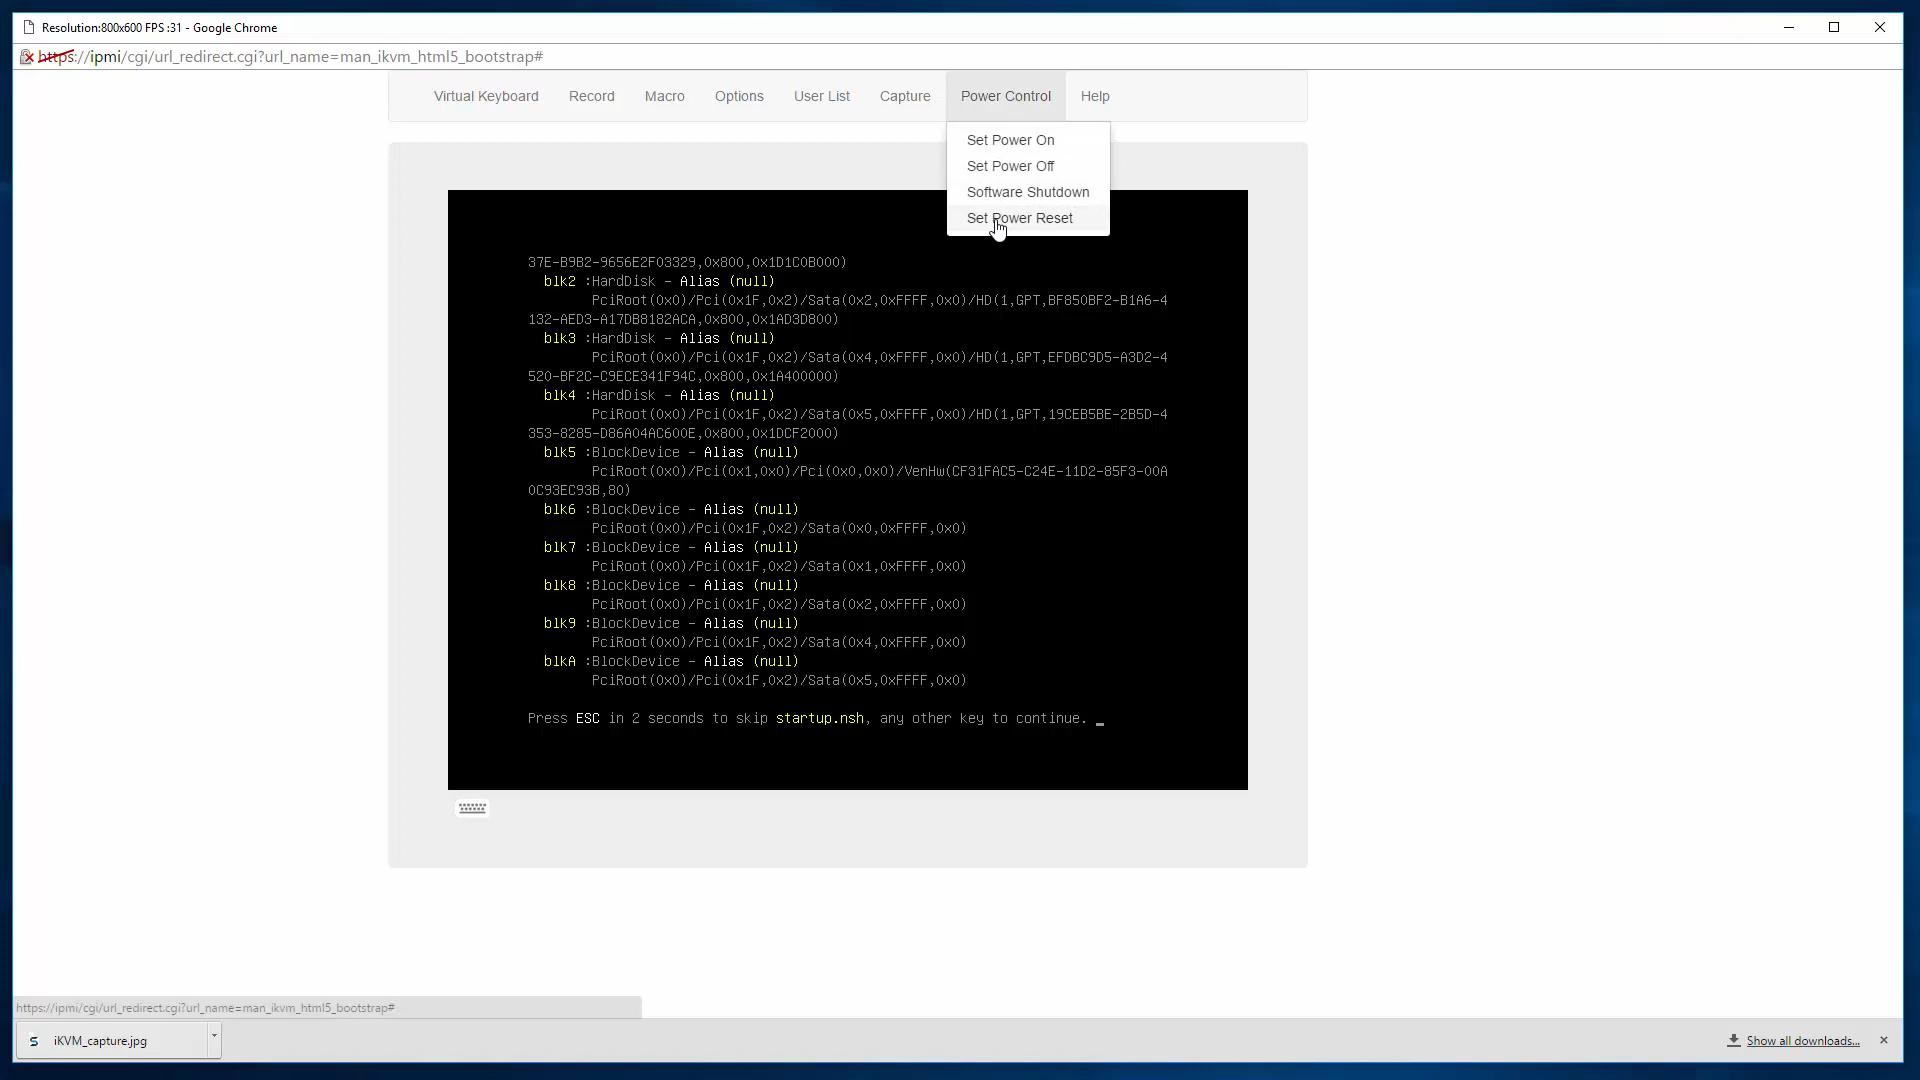 Resolution:800x600 FPS :31 - Google Chrome
https://ipmi/cgi/url_redirect.cgi?url_name=man_ikvm_html5_bootstrap#
Virtual Keyboard Record Macro Options User List Capture Power Control Help
Set Power On
Set Power Off
Software Shutdown
Set Power Reset
37E-B9B2-9656E2F03329,0x800,0x1D1C0B000)
blk2 :HardDisk - Alias (null)
PciRoot(0x0)/Pci(0x1F,0x2)/Sata(0x2,0xFFFF,0x0)/HD(1,GPT,BF850BF2-B1A6-4
132-AED3-A17DB8182ACA,0x800,0x1AD3D800)
blk3 :HardDisk - Alias (null)
PciRoot(0x0)/Pci(0x1F,0x2)/Sata(0x4,0xFFFF,0x0)/HD(1,GPT,EFDBC9D5-A3D2-4
520-BF2C-C9ECE341F94C,0x800,0x1A400000)
blk4 :HardDisk - Alias (null)
PciRoot(0x0)/Pci(0x1F,0x2)/Sata(0x5,0xFFFF,0x0)/HD(1,GPT,19CEB5BE-2B5D-4
353-8285-D86A04AC600E,0x800,0x1DCF2000)
blk5 :BlockDevice - Alias (null)
PciRoot(0x0)/Pci(0x1,0x0)/Pci(0x0,0x0)/VenHw(CF31FAC5-C24E-11D2-85F3-00A
0C93EC93B,80)
blk6 :BlockDevice - Alias (null)
PciRoot(0x0)/Pci(0x1F,0x2)/Sata(0x0,0xFFFF,0x0)
blk7 :BlockDevice - Alias (null)
PciRoot(0x0)/Pci(0x1F,0x2)/Sata(0x1,0xFFFF,0x0)
blk8 :BlockDevice - Alias (null)
PciRoot(0x0)/Pci(0x1F,0x2)/Sata(0x2,0xFFFF,0x0)
blk9 :BlockDevice - Alias (null)
PciRoot(0x0)/Pci(0x1F,0x2)/Sata(0x4,0xFFFF,0x0)
blkA :BlockDevice - Alias (null)
PciRoot(0x0)/Pci(0x1F,0x2)/Sata(0x5,0xFFFF,0x0)
Press ESC in 2 seconds to skip startup.nsh, any other key to continue. _
https://ipmi/cgi/url_redirect.cgi?url_name=man_ikvm_html5_bootstrap#
iKVM_capture.jpg
Show all downloads...